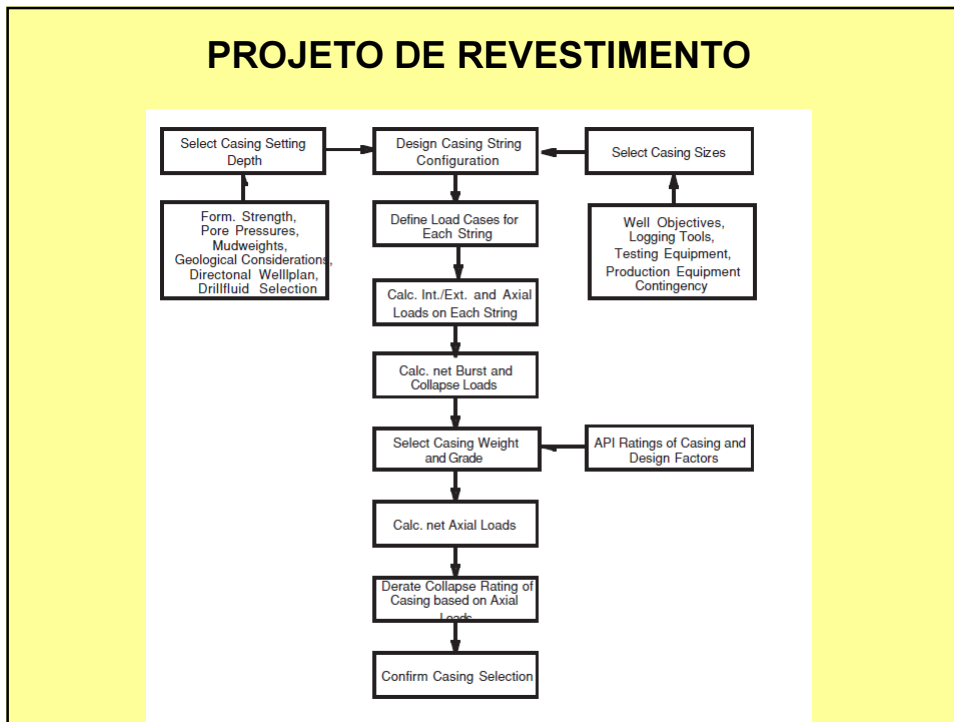 PROJETO DE REVESTIMENTO
Select Casing Setting
Depth
Design Casing String
Configuration
Select Casing Sizes
Form. Strength,
Pore Pressures,
Mudweights,
Geological Considerations,
Directonal Welllplan,
Drillfluid Selection
Define Load Cases for
Each String
Well Objectives,
Logging Tools,
Testing Equipment,
Production Equipment
Contingency
Calc. Int./Ext. and Axial
Loads on Each String
Calc. net Burst and
Collapse Loads
Select Casing Weight
and Grade
API Ratings of Casing and
Design Factors
Calc. net Axial Loads
Derate Collapse Rating of
Casing based on Axial
Loads
Confirm Casing Selection